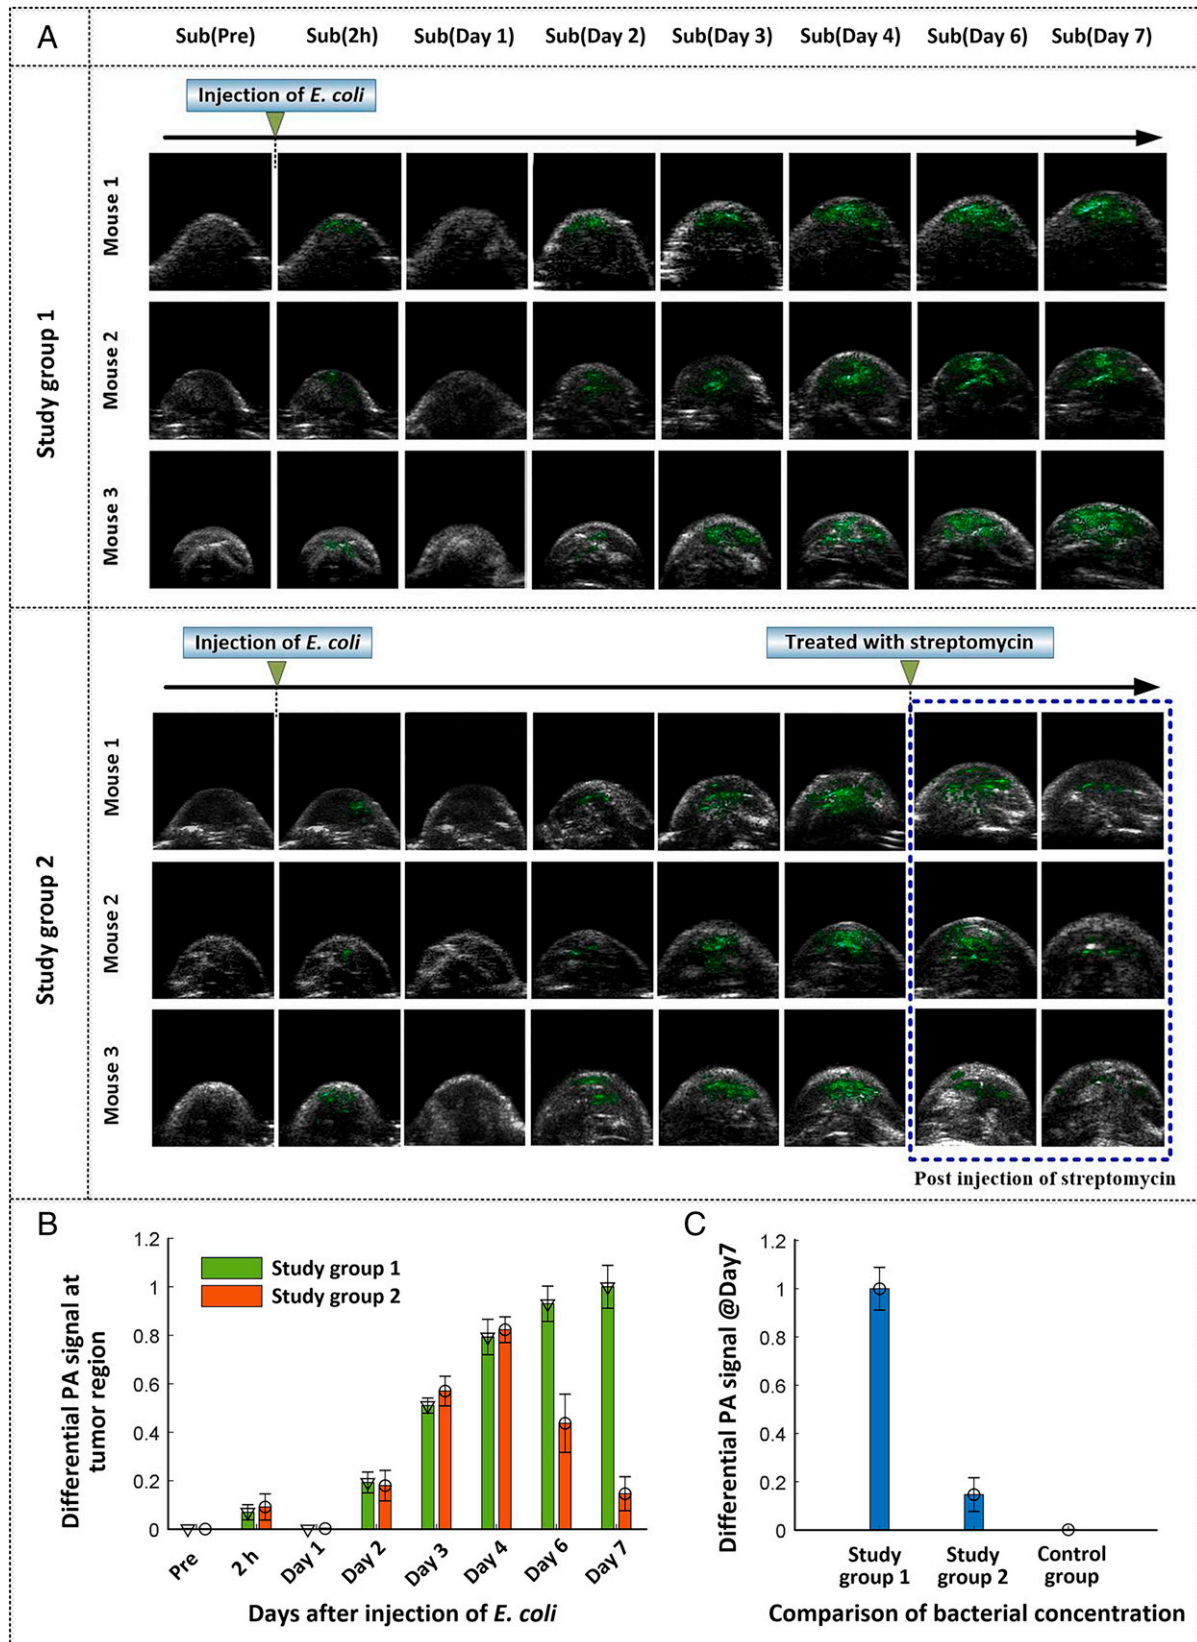 A
Sub(Pre) Sub(2h) Sub(Day 1) Sub(Day 2) Sub(Day 3) Sub(Day 4) Sub(Day 6) Sub(Day 7)
Study group 1
Injection of E. coli
Mouse 1
Mouse 2
Mouse 3
Study group 2
Injection of E. coli
Treated with streptomycin
Mouse 1
Mouse 2
Mouse 3
Post injection of streptomycin
B
Differential PA signal at
tumor region
1.2
1
0.8
0.6
0.4
0.2
0
Study group 1
Study group 2
Pre 2 h Day 1 Day 2 Day 3 Day 4 Day 6 Day 7
Days after injection of E. coli
C
Differential PA signal @Day7
1.2
1
0.8
0.6
0.4
0.2
0
Study Study Control
group 1 group 2 group
Comparison of bacterial concentration